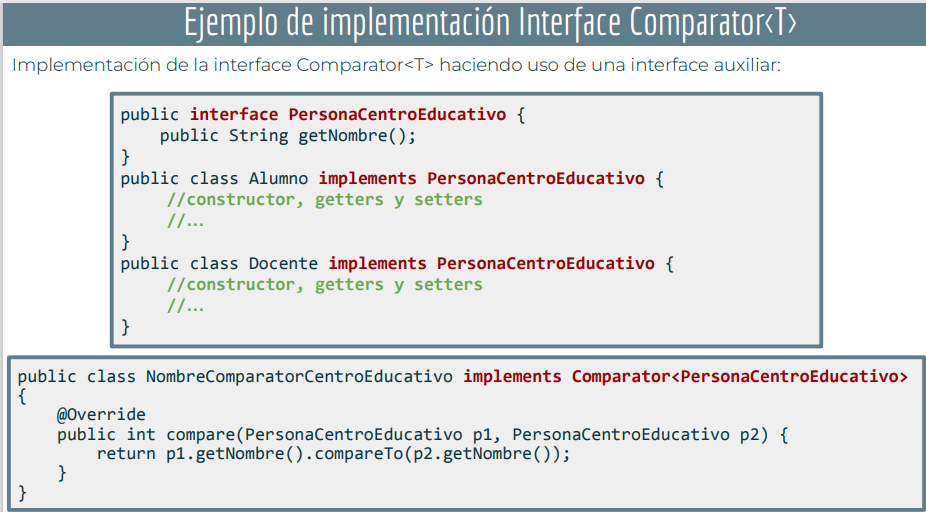 Ejemplo de implementación Interface Comparator<T>
Implementación de la interface Comparator<T> haciendo uso de una interface auxiliar:
public interface PersonaCentroEducativo {
    public String getNombre();
}
public class Alumno implements PersonaCentroEducativo {
    //constructor, getters y setters
    //...
}
public class Docente implements PersonaCentroEducativo {
    //constructor, getters y setters
    //...
}
public class NombreComparatorCentroEducativo implements Comparator<PersonaCentroEducativo>
{
    @Override
    public int compare(PersonaCentroEducativo p1, PersonaCentroEducativo p2) {
        return p1.getNombre().compareTo(p2.getNombre());
    }
}